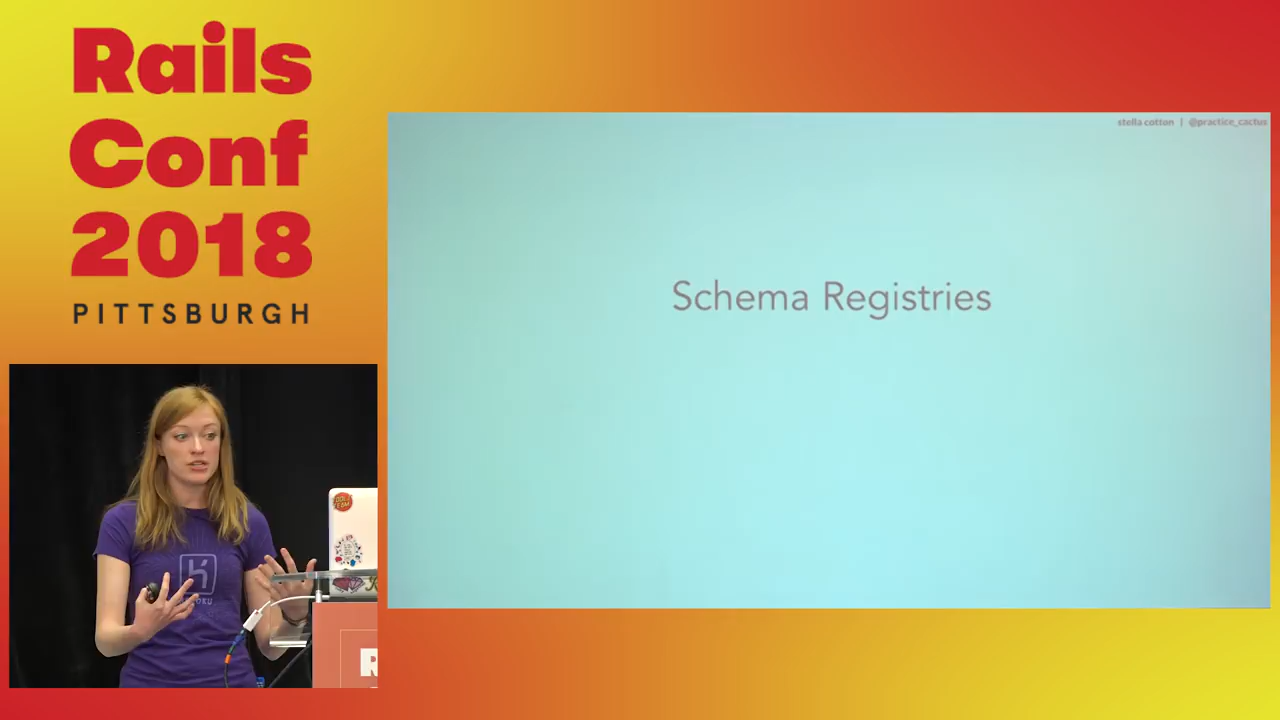 Rails
Conf
2018
PITTSBURGH
stella cotton | @practice_cactus
Schema Registries
R